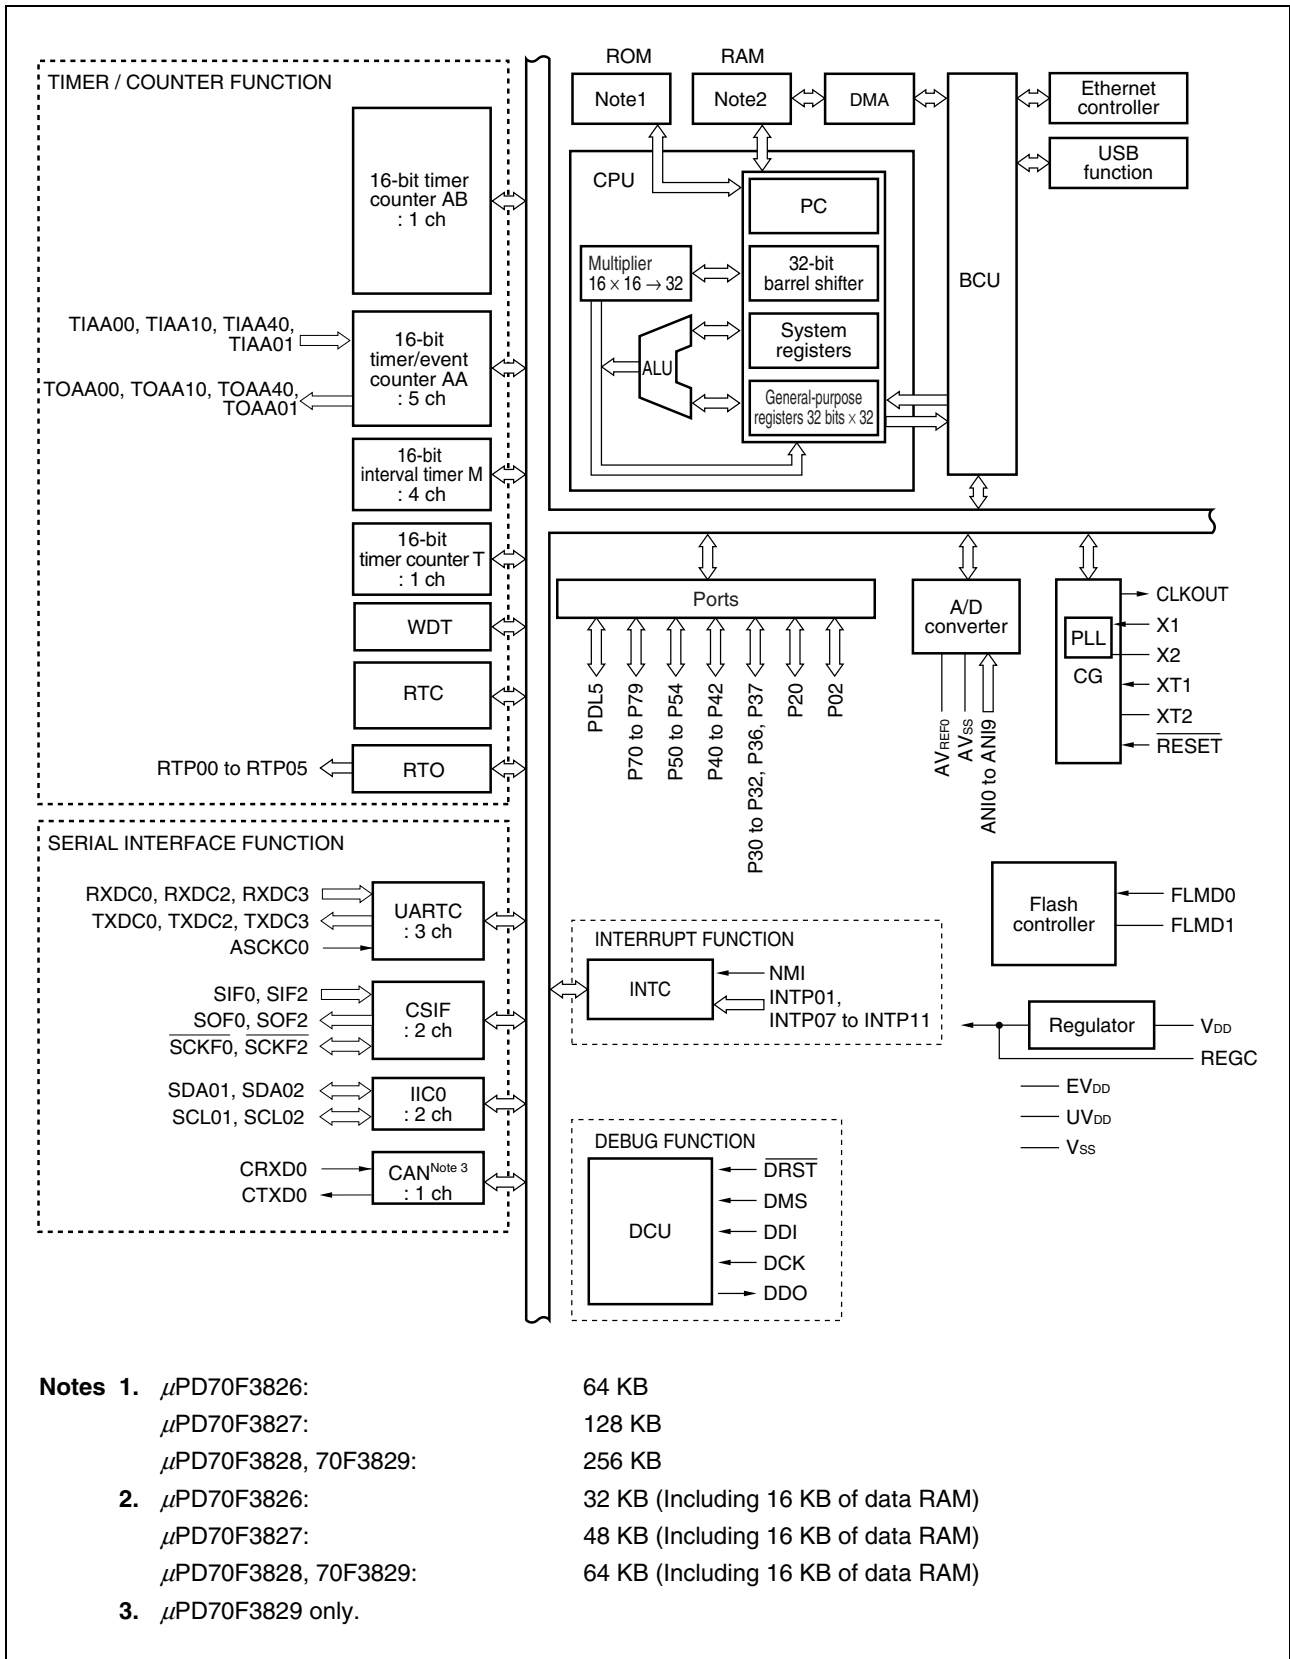 TIMER / COUNTER FUNCTION
16-bit timer
counter AB
: 1 ch
TIAA00, TIAA10, TIAA40,
TIAA01
TOAA00, TOAA10, TOAA40,
TOAA01
16-bit
timer/event
counter AA
: 5 ch
16-bit
interval timer M
: 4 ch
16-bit
timer counter T
: 1 ch
WDT
RTC
RTP00 to RTP05
RTO
SERIAL INTERFACE FUNCTION
RXDC0, RXDC2, RXDC3
TXDC0, TXDC2, TXDC3
ASCKC0
UARTC
: 3 ch
SIF0, SIF2
SOF0, SOF2
SCKF0, SCKF2
CSIF
: 2 ch
SDA01, SDA02
SCL01, SCL02
IIC0
: 2 ch
CRXD0
CTXD0
CAN Note 3
: 1 ch
ROM
Note1
RAM
Note2
DMA
BCU
Ethernet
controller
USB
function
CPU
PC
Multiplier
16 × 16 → 32
32-bit
barrel shifter
System
registers
ALU
General-purpose
registers 32 bits × 32
Ports
PDL5
P70 to P79
P50 to P54
P40 to P42
P30 to P32, P36, P37
P20
P02
A/D
converter
AVREF0
AVSS
ANI0 to ANI9
PLL
CG
CLKOUT
X1
X2
XT1
XT2
RESET
Flash
controller
FLMD0
FLMD1
INTERRUPT FUNCTION
INTC
NMI
INTP01,
INTP07 to INTP11
Regulator
VDD
REGC
EVDD
UVDD
VSS
DEBUG FUNCTION
DCU
DRST
DMS
DDI
DCK
DDO
Notes 1. μPD70F3826: 64 KB
μPD70F3827: 128 KB
μPD70F3828, 70F3829: 256 KB
2. μPD70F3826: 32 KB (Including 16 KB of data RAM)
μPD70F3827: 48 KB (Including 16 KB of data RAM)
μPD70F3828, 70F3829: 64 KB (Including 16 KB of data RAM)
3. μPD70F3829 only.